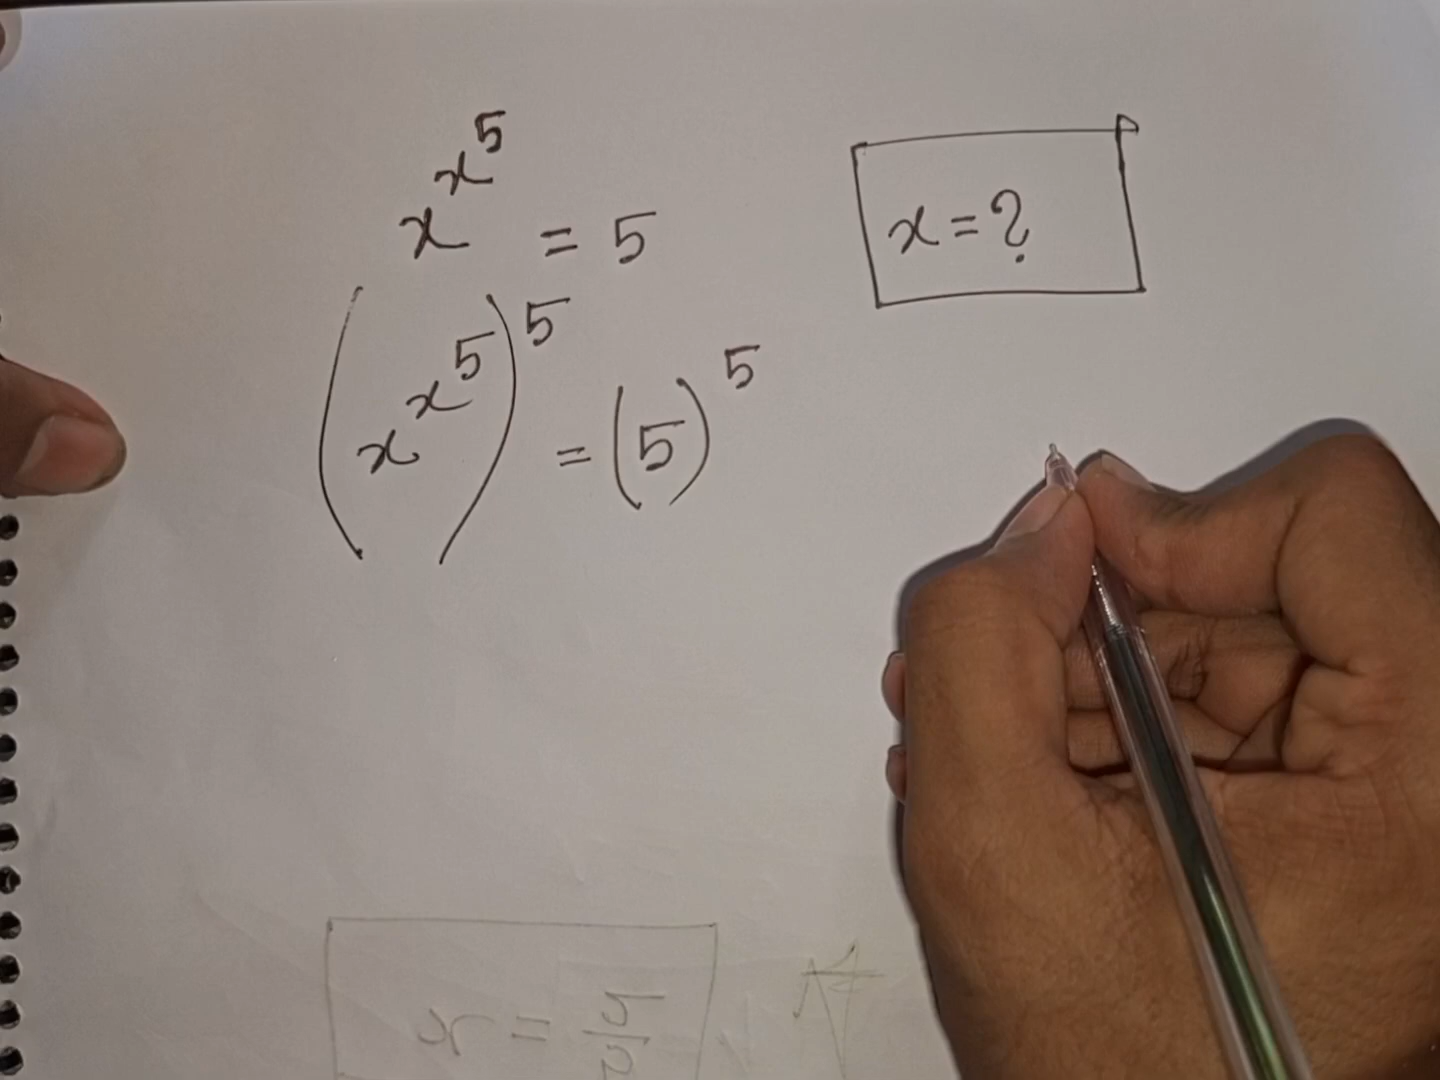 x^{x^5} = 5
x = ?
(x^{x^5})^5 = (5)^5